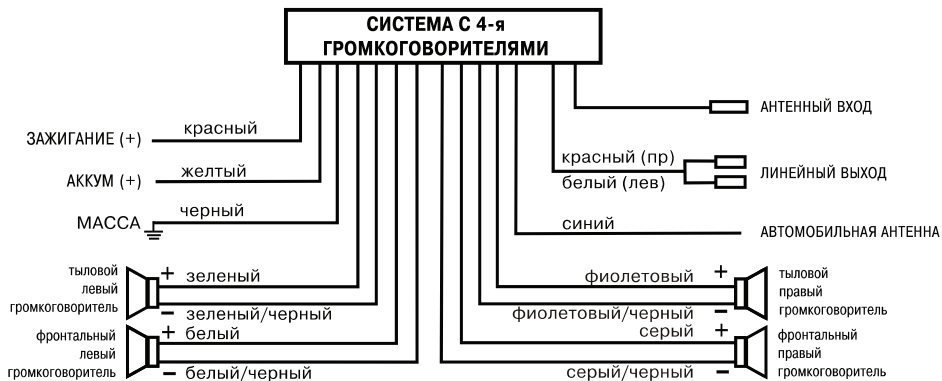 СИСТЕМА С 4-я
ГРОМКОГОВОРИТЕЛЯМИ
ЗАЖИГАНИЕ (+)
красный
АККУМ (+)
желтый
МАССА
черный
тыловой
левый
громкоговоритель
+ зеленый
- зеленый/черный
фронтальный
левый
громкоговоритель
+ белый
- белый/черный
АНТЕННЫЙ ВХОД
красный (пр)
белый (лев)
ЛИНЕЙНЫЙ ВЫХОД
синий
АВТОМОБИЛЬНАЯ АНТЕННА
фиолетовый +
фиолетовый/черный -
тыловой
правый
громкоговоритель
серый +
серый/черный -
фронтальный
правый
громкоговоритель